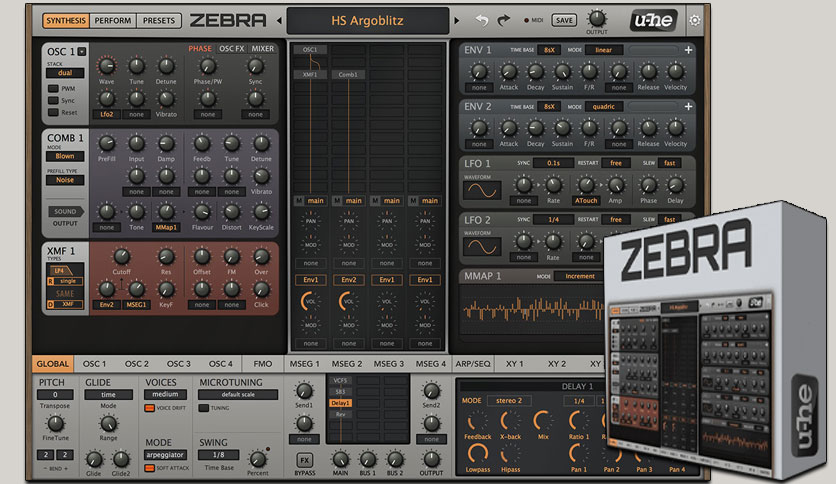 SYNTHESIS PERFORM PRESETS ZEBRA HS Argoblitz MIDI SAVE OUTPUT u-he
OSC 1 PHASE OSC FX MIXER
STACK
dual
PWM
Sync
Reset
Wave Tune Detune Phase/PW Sync
Lfo2 none Vibrato none none
COMB 1
MODE
Blown
PREFILL TYPE
Noise
SOUND
OUTPUT
PreFill Input Damp Feedb Tune Detune
none none none none Vibrato
none Tone MMap1 Flavour Distort KeyScale
XMF 1
TYPES
LP4
R single
SAME
D XMF
Cutoff Res Offset FM Over
Env2 MSEG1 KeyF none none Click
OSC1
XMF1 Comb1
M main M main M main M main
PAN PAN PAN PAN
MOD MOD MOD MOD
none none none none
Env1 Env2 Env1 Env1
VOL VOL VOL VOL
MOD MOD MOD MOD
none none none none
ENV 1 TIME BASE 8sX MODE linear +
none Attack Decay Sustain F/R none Release Velocity
ENV 2 TIME BASE 8sX MODE quadric +
none Attack Decay Sustain F/R none Release Velocity
LFO 1 SYNC 0.1s RESTART free SLEW fast
WAVEFORM
none Rate ATouch Amp Phase Delay
LFO 2 SYNC 1/4 RESTART free SLEW fast
WAVEFORM
none Rate none
MMAP 1 MODE Increment
GLOBAL OSC 1 OSC 2 OSC 3 OSC 4 FMO MSEG 1 MSEG 2 MSEG 3 MSEG 4 ARP/SEQ XY 1 XY 2 XY
PITCH
0
Transpose
FineTune
2 2
- BEND +
GLIDE
time
Mode
Range
Glide Glide2
VOICES
medium
VOICE DRIFT
MODE
arpeggiator
SOFT ATTACK
MICROTUNING
default scale
TUNING
SWING
1/8
Time Base Percent
Send1
none
FX
BYPASS
VCF3
SB3
Delay1
Rev
MAIN BUS 1 BUS 2
Send2
none
OUTPUT
DELAY 1
MODE stereo 2 1/4
Feedback X-back Mix Ratio 1
Lowpass Hipass Pan 1 Pan 2 Pan 3 Pan 4
ZEBRA
u-he
u-he